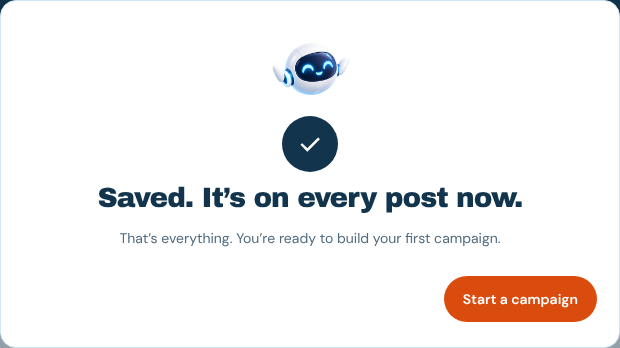 Saved. It’s on every post now.
That’s everything. You’re ready to build your first campaign.
Start a campaign